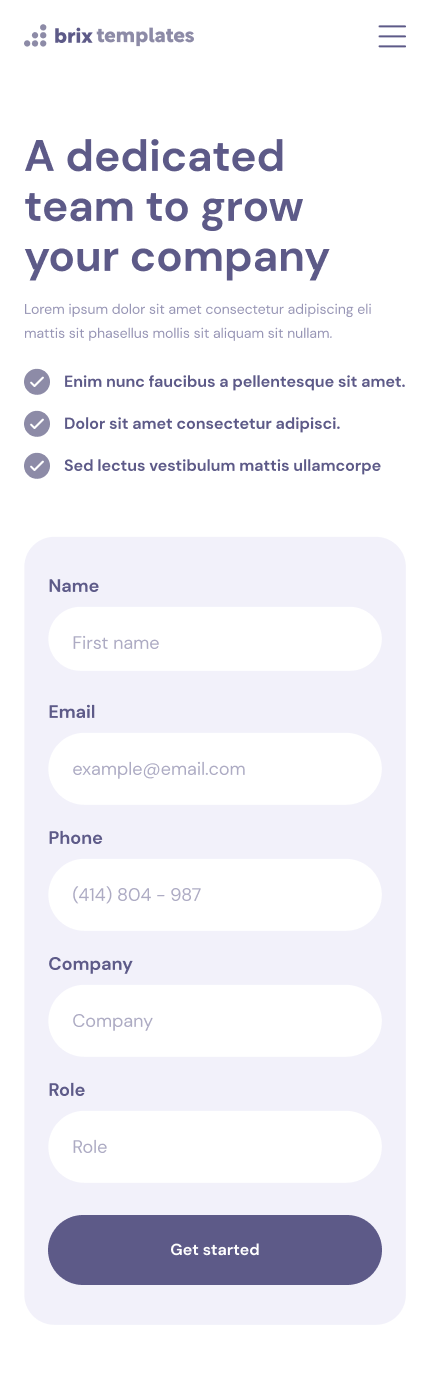 brix templates
A dedicated
team to grow
your company
Lorem ipsum dolor sit amet consectetur adipiscing eli
mattis sit phasellus mollis sit aliquam sit nullam.
Enim nunc faucibus a pellentesque sit amet.
Dolor sit amet consectetur adipisci.
Sed lectus vestibulum mattis ullamcorpe
Name
First name
Email
example@email.com
Phone
(414) 804 - 987
Company
Company
Role
Role
Get started